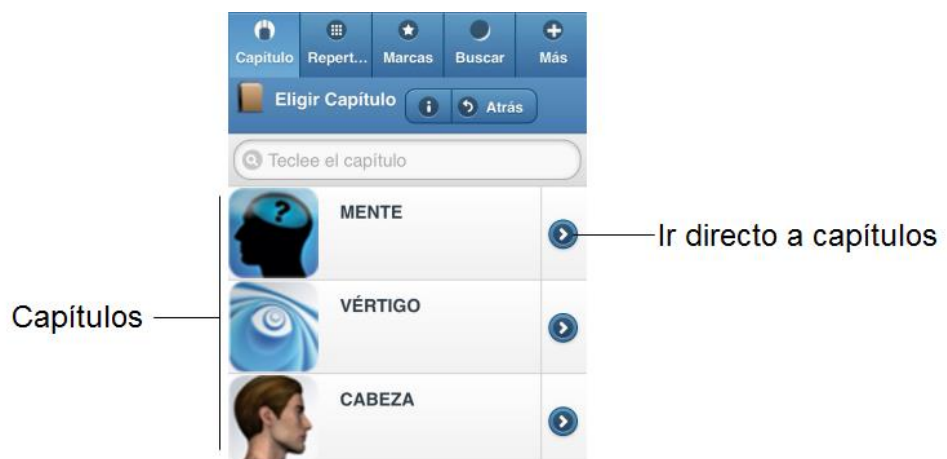 Capítulo Repert... Marcas Buscar Más
Eligir Capítulo Atrás
Teclee el capítulo
MENTE
Ir directo a capítulos
VÉRTIGO
Capítulos
CABEZA